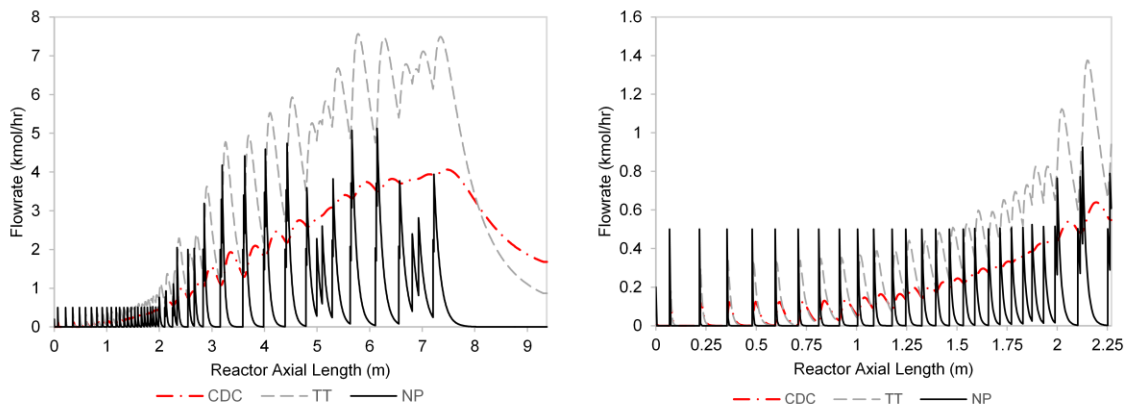 8
7
6
5
4
3
2
1
0
Flowrate (kmol/hr)
0 1 2 3 4 5 6 7 8 9
Reactor Axial Length (m)
CDC TT NP
1.6
1.4
1.2
1
0.8
0.6
0.4
0.2
0
Flowrate (kmol/hr)
0 0.25 0.5 0.75 1 1.25 1.5 1.75 2 2.25
Reactor Axial Length (m)
CDC TT NP